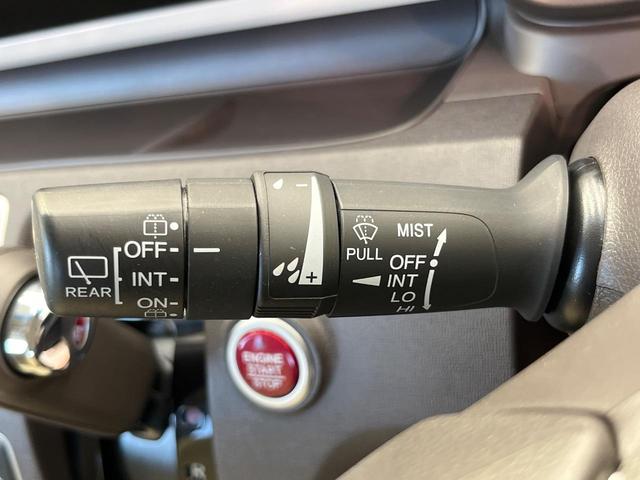 OFF
INT
ON
REAR
- 
+
PULL
MIST
OFF
INT
LO
HI
ENGINE
START
STOP
R